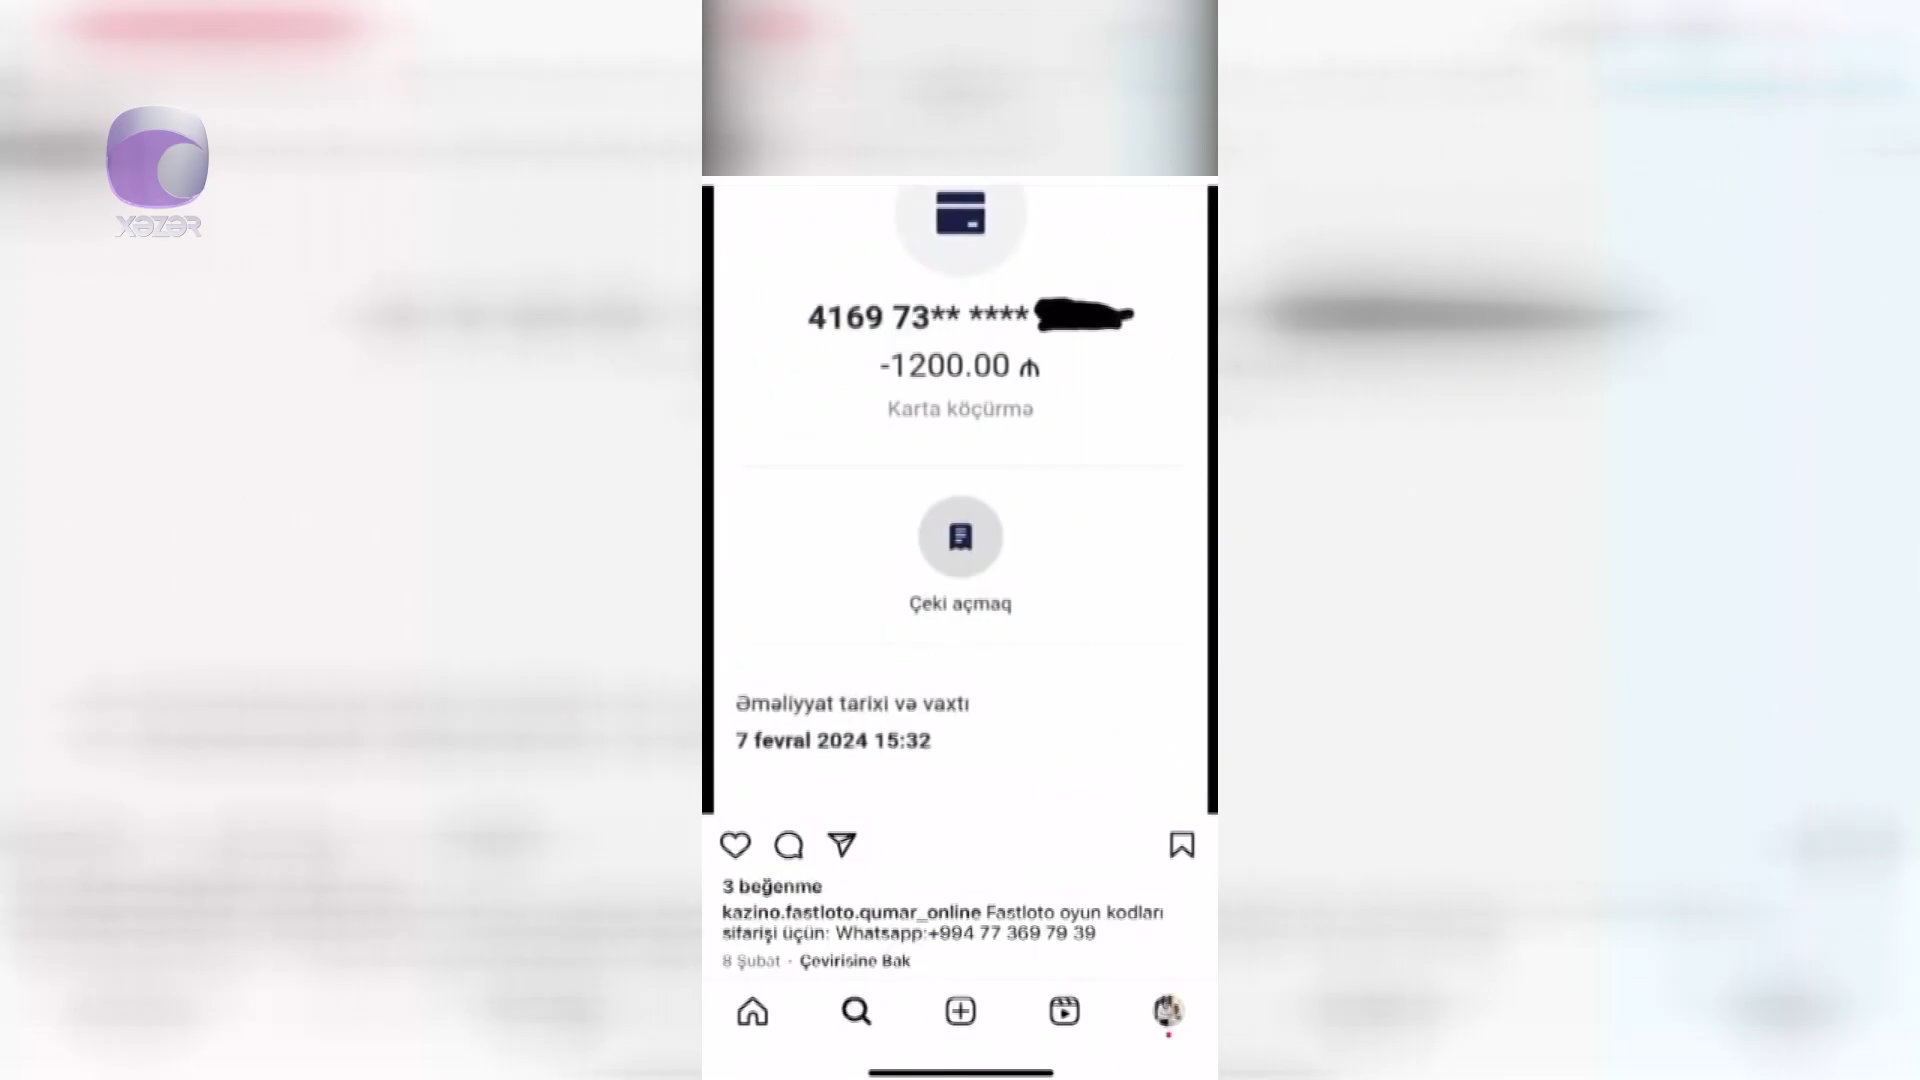 XƏZƏR
4169 73** ****
-1200.00 ₼
Karta köçürmə
Çeki açmaq
Əməliyyat tarixi və vaxtı
7 fevral 2024 15:32
3 beğenme
kazino.fastloto.qumar_online Fastloto oyun kodları
sifarişi üçün: Whatsapp:+994 77 369 79 39
8 Şubat · Çevirisine Bak